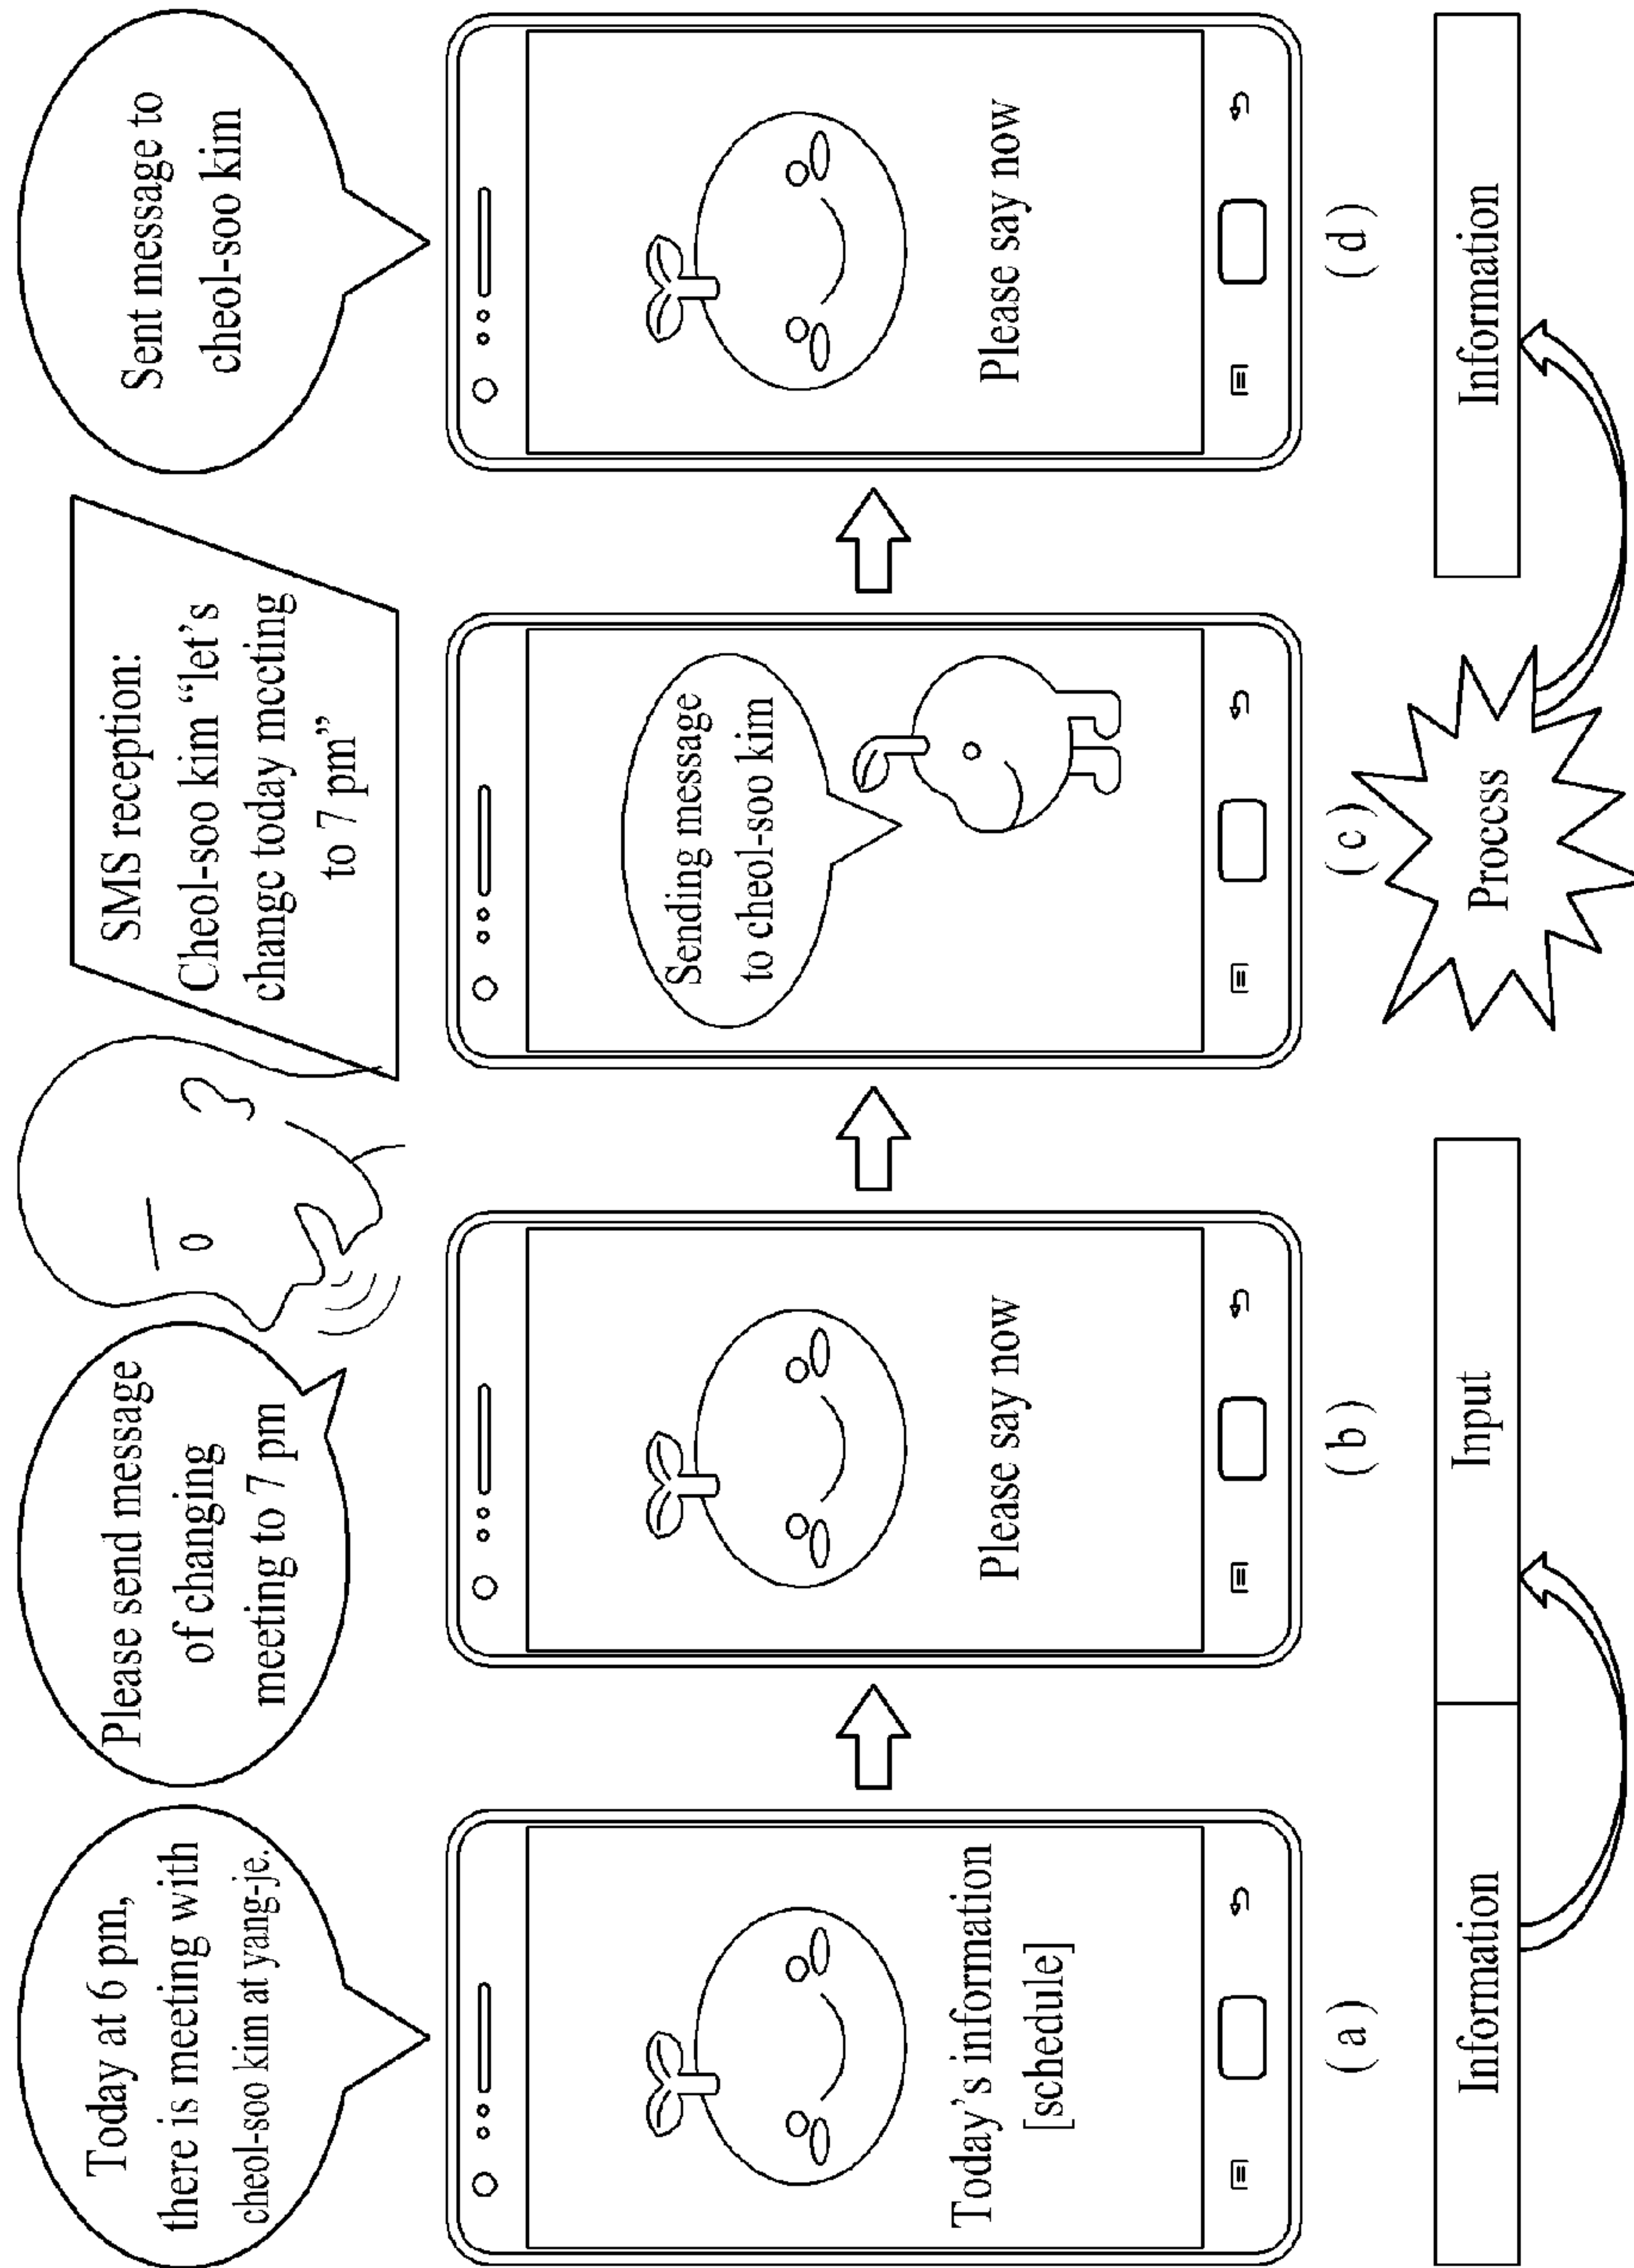 Today at 6 pm,
there is meeting with
cheol-soo kim at yang-je.
Please send message
of changing
meeting to 7 pm
SMS reception:
Cheol-soo kim “let’s
change today meeting
to 7 pm”
Sent message to
cheol-soo kim
Today’s information
[schedule]
Please say now
Sending message
to cheol-soo kim
Please say now
(a)
(b)
(c)
(d)
Information
Input
Process
Information